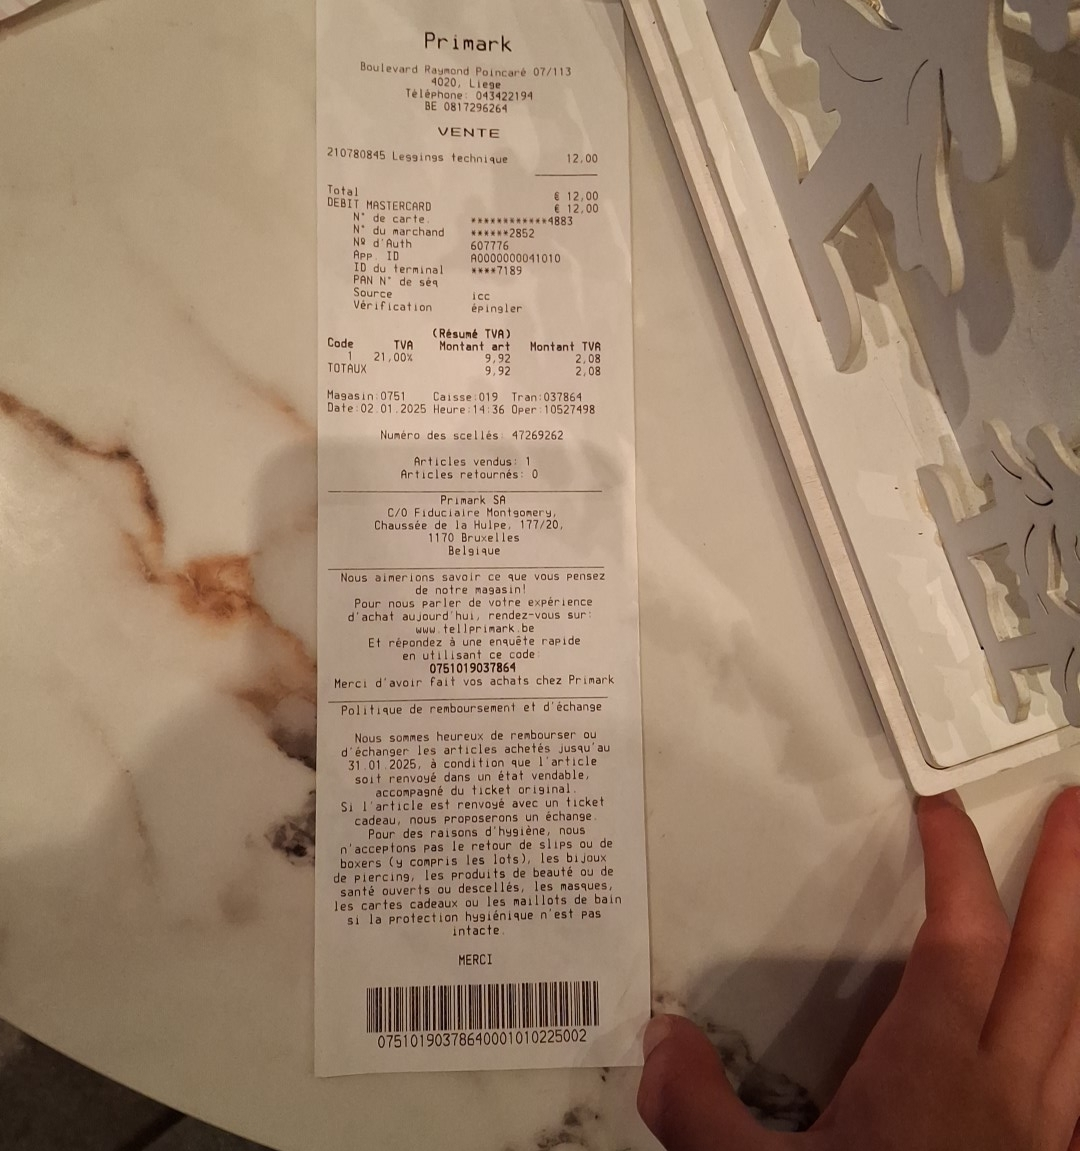 Primark
Boulevard Raymond Poincaré 07/113
4020, Liege
Téléphone: 043422194
BE 0817296264
VENTE
210780845 Leggings technique 12,00
Total € 12,00
DEBIT MASTERCARD € 12,00
N° de carte. ************4883
N° du marchand ******2852
Nº d'Auth 607776
App. ID A0000000041010
ID du terminal ****7189
PAN N° de séq
Source icc
Vérification épingler
(Résumé TVA)
Code TVA Montant art Montant TVA
1 21,00% 9,92 2,08
TOTAUX 9,92 2,08
Magasin:0751 Caisse:019 Tran:037864
Date:02.01.2025 Heure:14:36 Oper:10527498
Numéro des scellés: 47269262
Articles vendus: 1
Articles retournés: 0
Primark SA
C/O Fiduciaire Montgomery,
Chaussée de la Hulpe, 177/20,
1170 Bruxelles
Belgique
Nous aimerions savoir ce que vous pensez
de notre magasin!
Pour nous parler de votre expérience
d'achat aujourd'hui, rendez-vous sur:
www.tellprimark.be
Et répondez à une enquête rapide
en utilisant ce code:
0751019037864
Merci d'avoir fait vos achats chez Primark
Politique de remboursement et d'échange
Nous sommes heureux de rembourser ou
d'échanger les articles achetés jusqu'au
31.01.2025, à condition que l'article
soit renvoyé dans un état vendable,
accompagné du ticket original.
Si l'article est renvoyé avec un ticket
cadeau, nous proposerons un échange.
Pour des raisons d'hygiène, nous
n'acceptons pas le retour de slips ou de
boxers (y compris les lots), les bijoux
de piercing, les produits de beauté ou de
santé ouverts ou descellés, les masques,
les cartes cadeaux ou les maillots de bain
si la protection hygiénique n'est pas
intacte.
MERCI
07510190378640001010225002